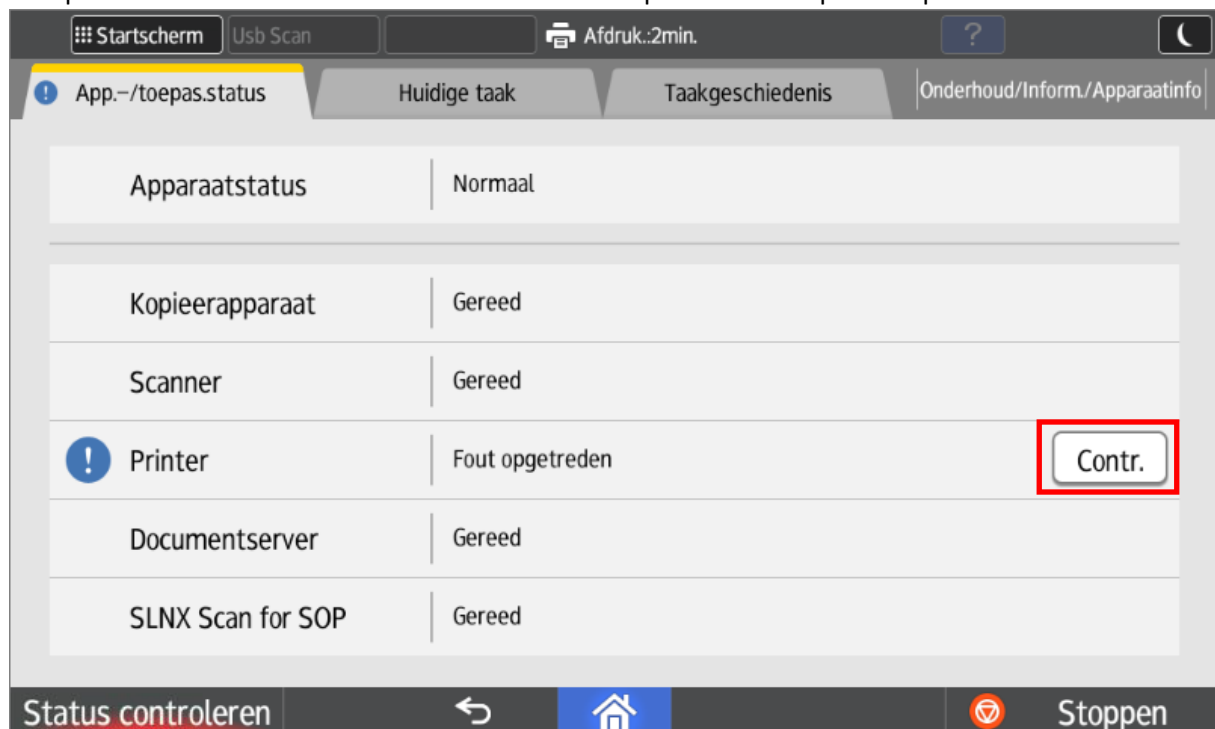 Startscherm Usb Scan Afdruk.:2min. ?
App.-/toepas.status Huidige taak Taakgeschiedenis Onderhoud/Inform./Apparaatinfo
Apparaatstatus Normaal
Kopieerapparaat Gereed
Scanner Gereed
! Printer Fout opgetreden Contr.
Documentserver Gereed
SLNX Scan for SOP Gereed
Status controleren Stoppen